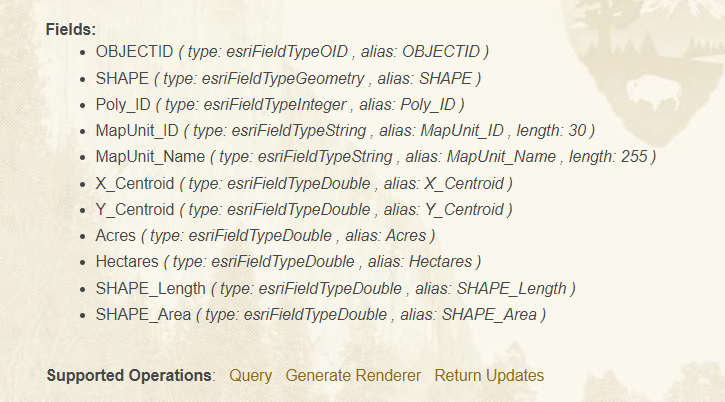 Fields:
• OBJECTID ( type: esriFieldTypeOID , alias: OBJECTID )
• SHAPE ( type: esriFieldTypeGeometry , alias: SHAPE )
• Poly_ID ( type: esriFieldTypeInteger , alias: Poly_ID )
• MapUnit_ID ( type: esriFieldTypeString , alias: MapUnit_ID , length: 30 )
• MapUnit_Name ( type: esriFieldTypeString , alias: MapUnit_Name , length: 255 )
• X_Centroid ( type: esriFieldTypeDouble , alias: X_Centroid )
• Y_Centroid ( type: esriFieldTypeDouble , alias: Y_Centroid )
• Acres ( type: esriFieldTypeDouble , alias: Acres )
• Hectares ( type: esriFieldTypeDouble , alias: Hectares )
• SHAPE_Length ( type: esriFieldTypeDouble , alias: SHAPE_Length )
• SHAPE_Area ( type: esriFieldTypeDouble , alias: SHAPE_Area )
Supported Operations: Query Generate Renderer Return Updates